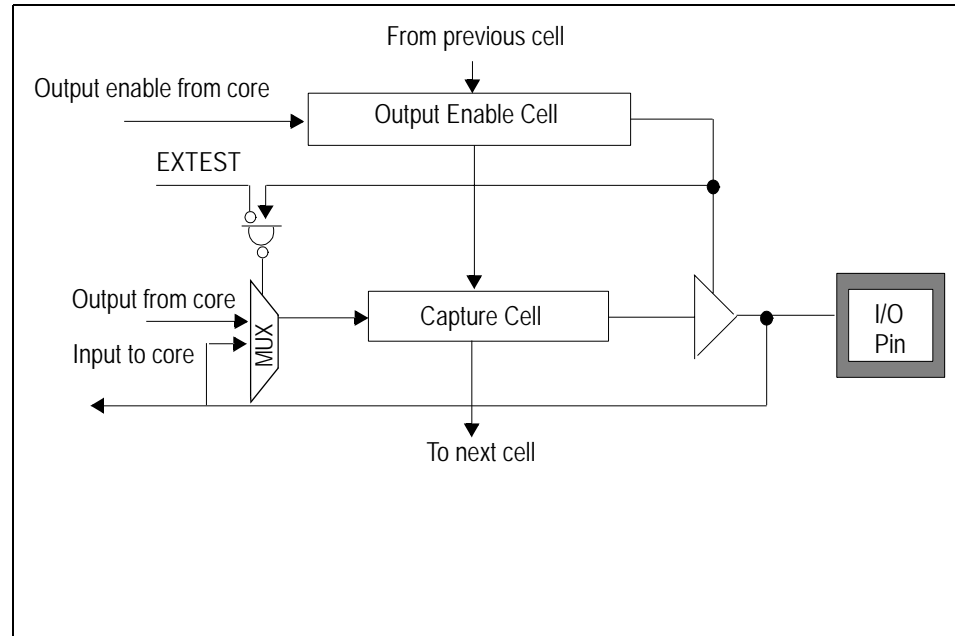 From previous cell
Output enable from core
Output Enable Cell
EXTEST
Output from core
Input to core
MUX
Capture Cell
I/O
Pin
To next cell